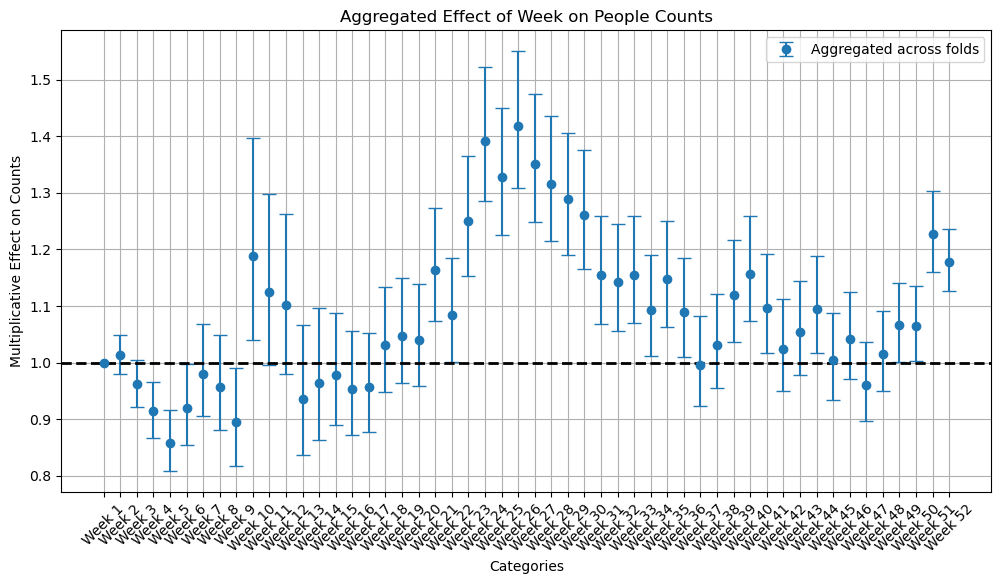 Aggregated Effect of Week on People Counts
Aggregated across folds
Multiplicative Effect on Counts
1.5
1.4
1.3
1.2
1.1
1.0
0.9
0.8
Week 1
Week 2
Week 3
Week 4
Week 5
Week 6
Week 7
Week 8
Week 9
Week 10
Week 11
Week 12
Week 13
Week 14
Week 15
Week 16
Week 17
Week 18
Week 19
Week 20
Week 21
Week 22
Week 23
Week 24
Week 25
Week 26
Week 27
Week 28
Week 29
Week 30
Week 31
Week 32
Week 33
Week 34
Week 35
Week 36
Week 37
Week 38
Week 39
Week 40
Week 41
Week 42
Week 43
Week 44
Week 45
Week 46
Week 47
Week 48
Week 49
Week 50
Week 51
Week 52
Categories